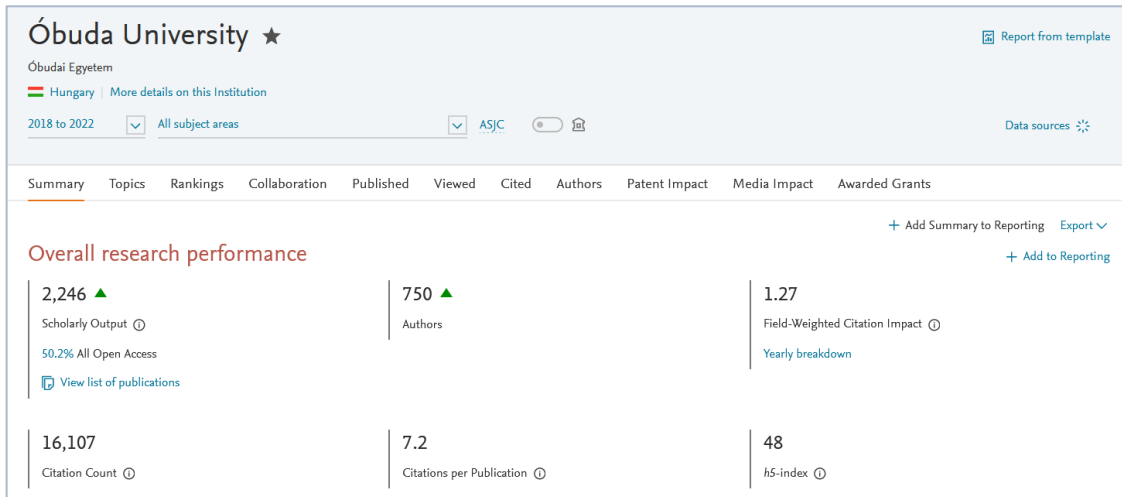 Óbuda University
Report from template
Óbudai Egyetem
Hungary | More details on this Institution
2018 to 2022
All subject areas
ASJC
Data sources
Summary Topics Rankings Collaboration Published Viewed Cited Authors Patent Impact Media Impact Awarded Grants
+ Add Summary to Reporting Export
Overall research performance
+ Add to Reporting
2,246
Scholarly Output
50.2% All Open Access
View list of publications
750
Authors
1.27
Field-Weighted Citation Impact
Yearly breakdown
16,107
Citation Count
7.2
Citations per Publication
48
h5-index